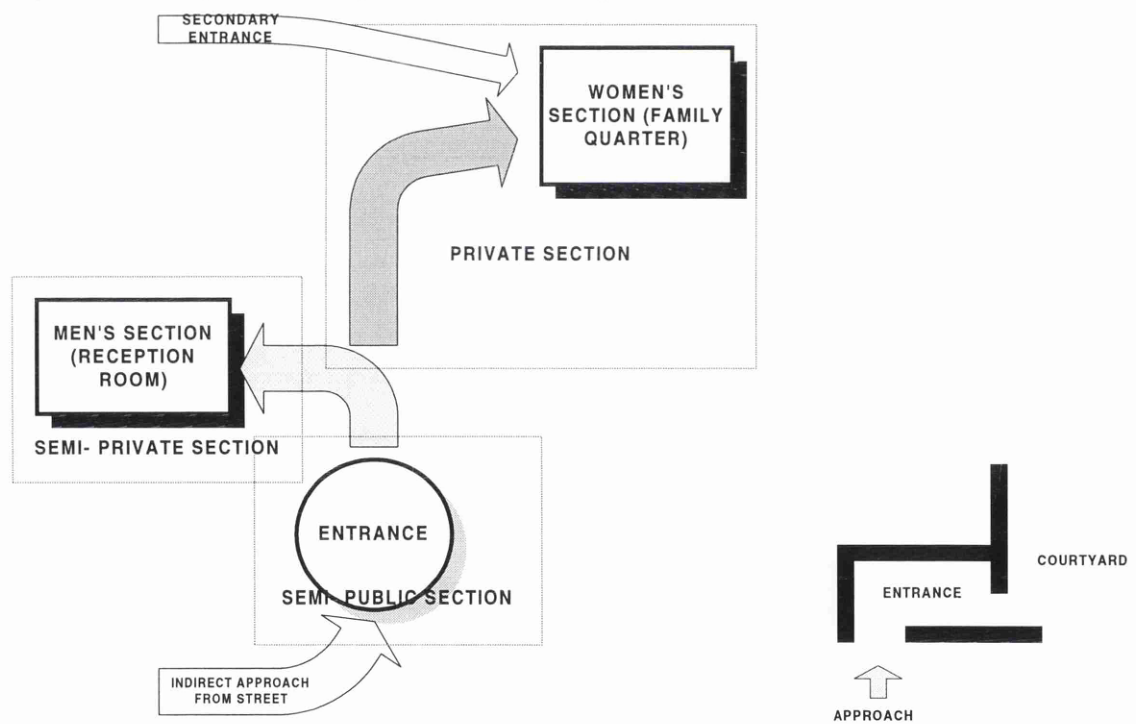 SECONDARY
ENTRANCE
WOMEN'S
SECTION (FAMILY
QUARTER)
PRIVATE SECTION
MEN'S SECTION
(RECEPTION
ROOM)
SEMI- PRIVATE SECTION
ENTRANCE
SEMI- PUBLIC SECTION
INDIRECT APPROACH
FROM STREET
COURTYARD
ENTRANCE
APPROACH